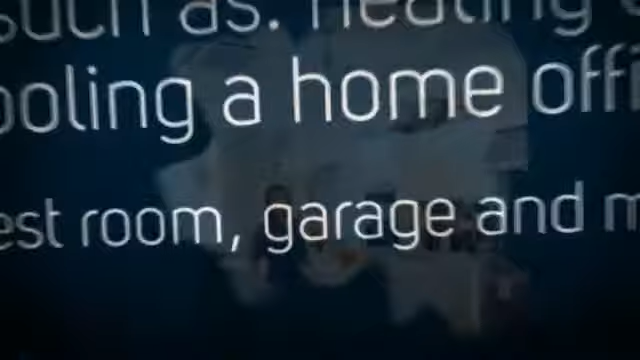 such as: heating
ooling a home offi
est room, garage and m